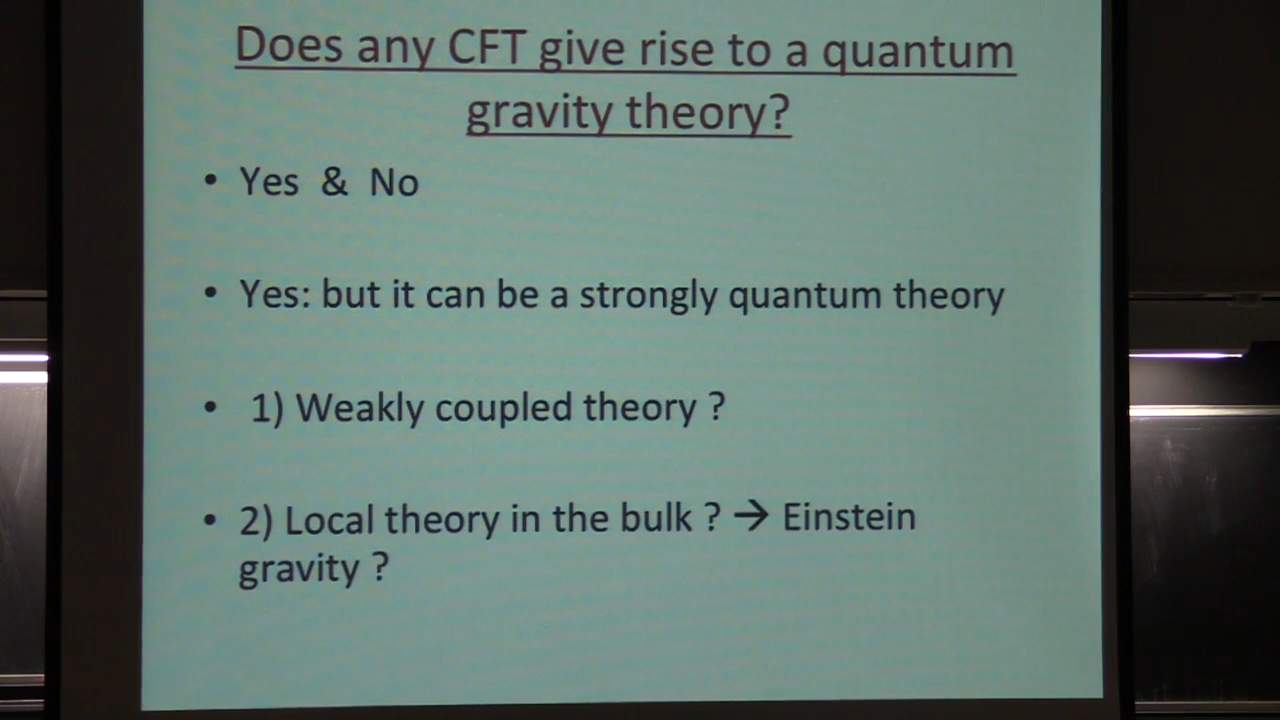 Does any CFT give rise to a quantum
gravity theory?
• Yes & No
• Yes: but it can be a strongly quantum theory
• 1) Weakly coupled theory ?
• 2) Local theory in the bulk ? → Einstein
gravity ?